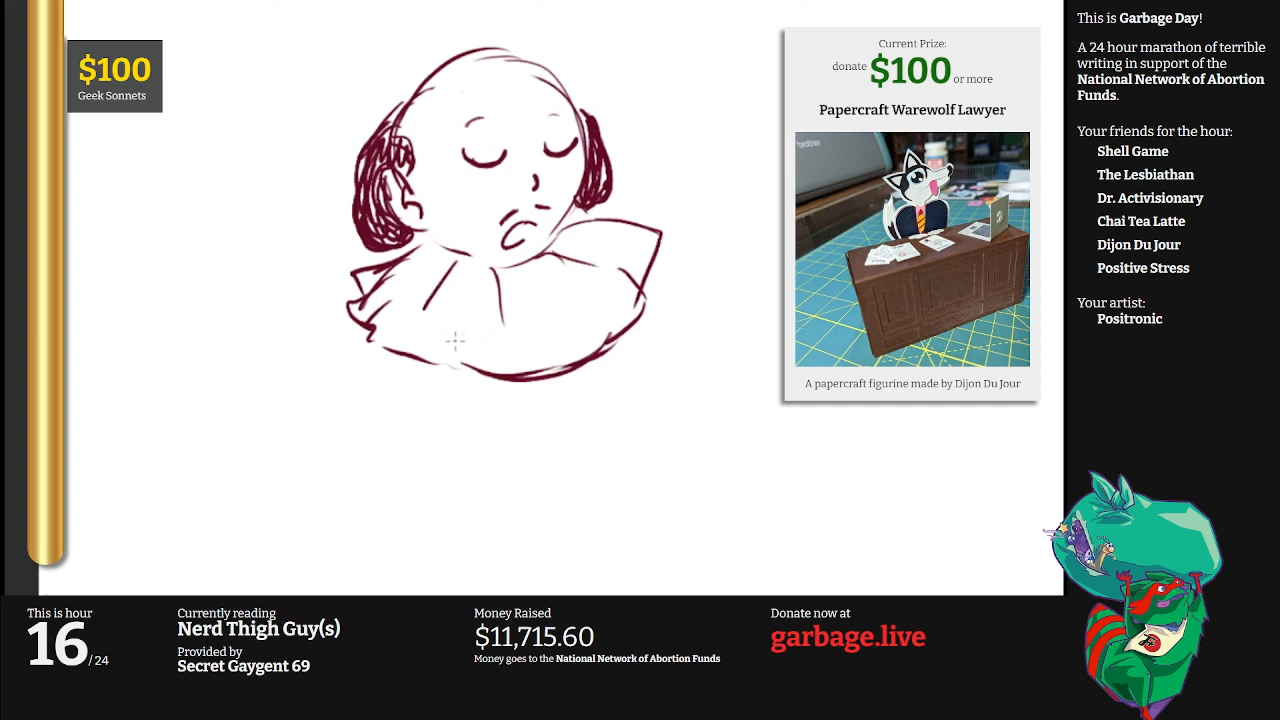 $100
Geek Sonnets
Current Prize:
donate $100 or more
Papercraft Warewolf Lawyer
A papercraft figurine made by Dijon Du Jour
This is Garbage Day!
A 24 hour marathon of terrible
writing in support of the
National Network of Abortion
Funds.
Your friends for the hour:
Shell Game
The Lesbiathan
Dr. Activisionary
Chai Tea Latte
Dijon Du Jour
Positive Stress
Your artist:
Positronic
This is hour
16/24
Currently reading
Nerd Thigh Guy(s)
Provided by
Secret Gaygent 69
Money Raised
$11,715.60
Money goes to the National Network of Abortion Funds
Donate now at
garbage.live